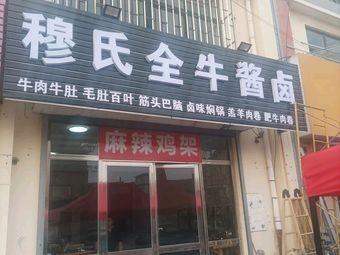 穆氏全牛酱卤
牛肉牛肚 毛肚百叶 筋头巴脑 卤味焖锅 羔羊肉卷 肥牛肉卷
麻辣鸡架